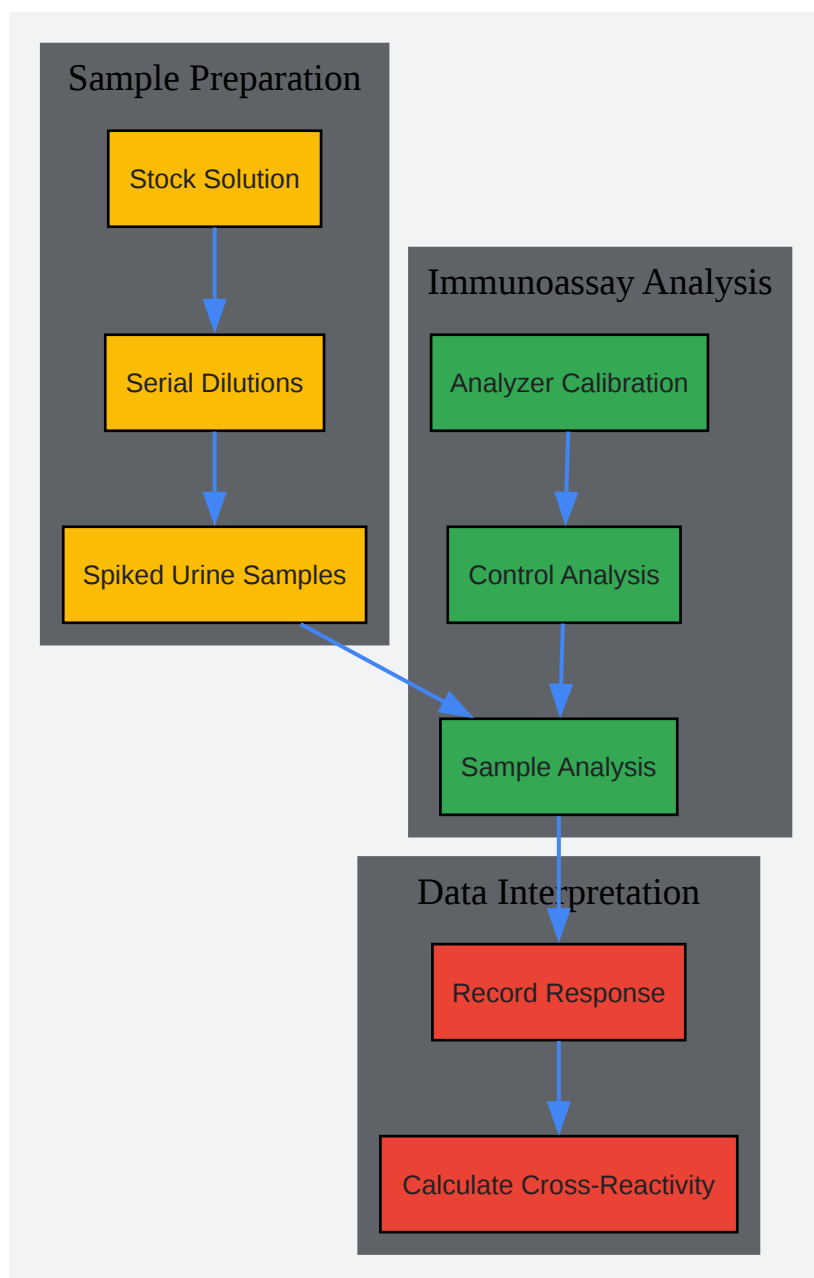 Sample Preparation
Stock Solution
Serial Dilutions
Spiked Urine Samples
Immunoassay Analysis
Analyzer Calibration
Control Analysis
Sample Analysis
Data Interpretation
Record Response
Calculate Cross-Reactivity